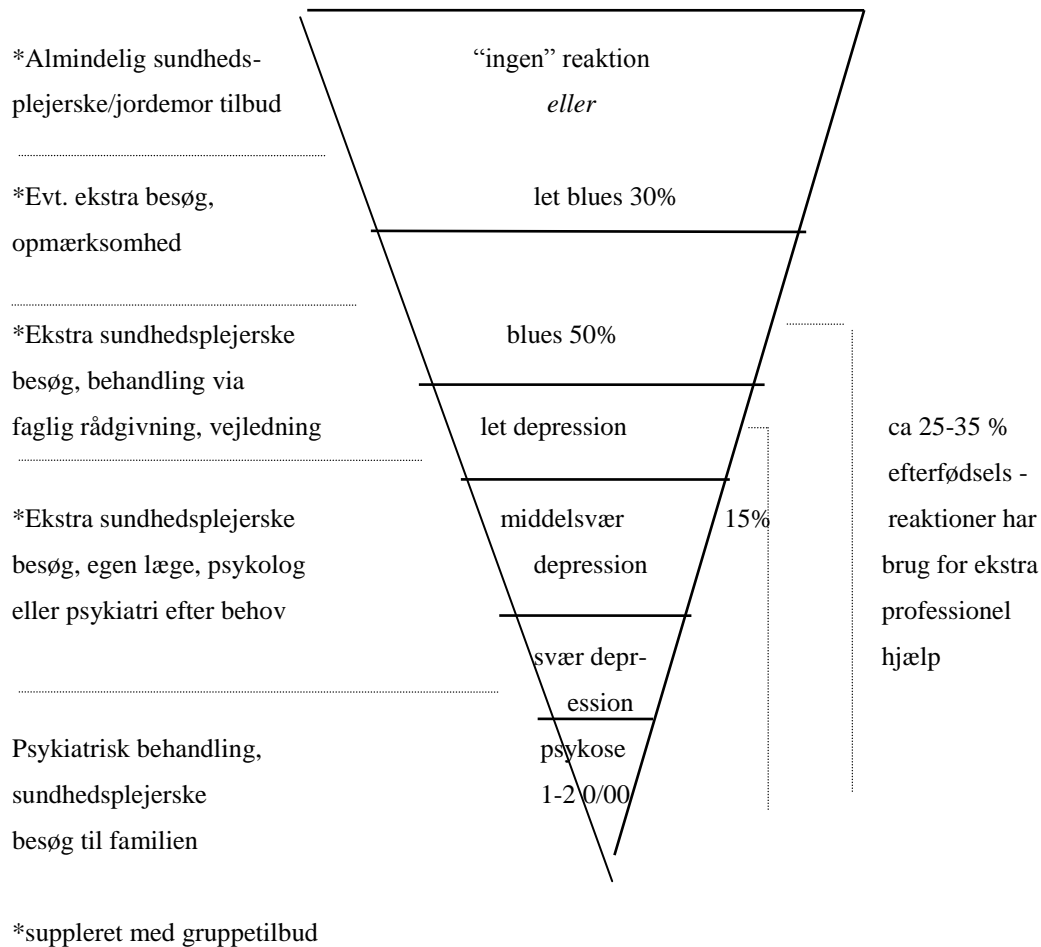 *Almindelig sundheds-
plejerske/jordemor tilbud
“ingen” reaktion
eller
*Evt. ekstra besøg,
opmærksomhed
let blues 30%
*Ekstra sundhedsplejerske
besøg, behandling via
faglig rådgivning, vejledning
blues 50%
let depression
*Ekstra sundhedsplejerske
besøg, egen læge, psykolog
eller psykiatri efter behov
middelsvær
depression
15%
svær depr-
ession
Psykiatrisk behandling,
sundhedsplejerske
besøg til familien
psykose
1-2 0/00
ca 25-35 %
efterfødsels -
reaktioner har
brug for ekstra
professionel
hjælp
*suppleret med gruppetilbud